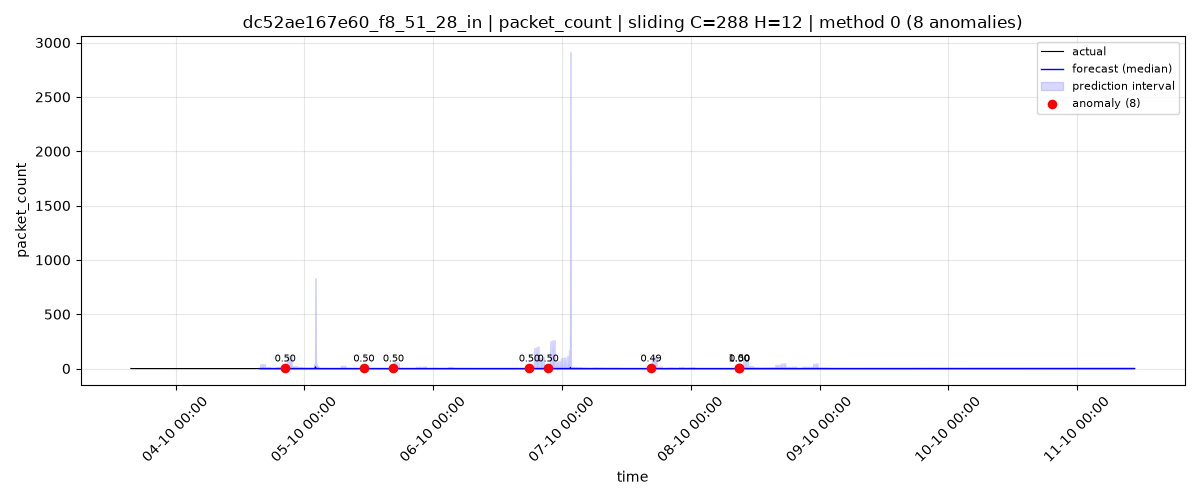 dc52ae167e60_f8_51_28_in | packet_count | sliding C=288 H=12 | method 0 (8 anomalies)
packet_count
3000
2500
2000
1500
1000
500
0
actual
forecast (median)
prediction interval
anomaly (8)
0.50 0.50 0.50 0.50 0.50 0.49
04-10 00:00
05-10 00:00
06-10 00:00
07-10 00:00
08-10 00:00
09-10 00:00
10-10 00:00
11-10 00:00
time